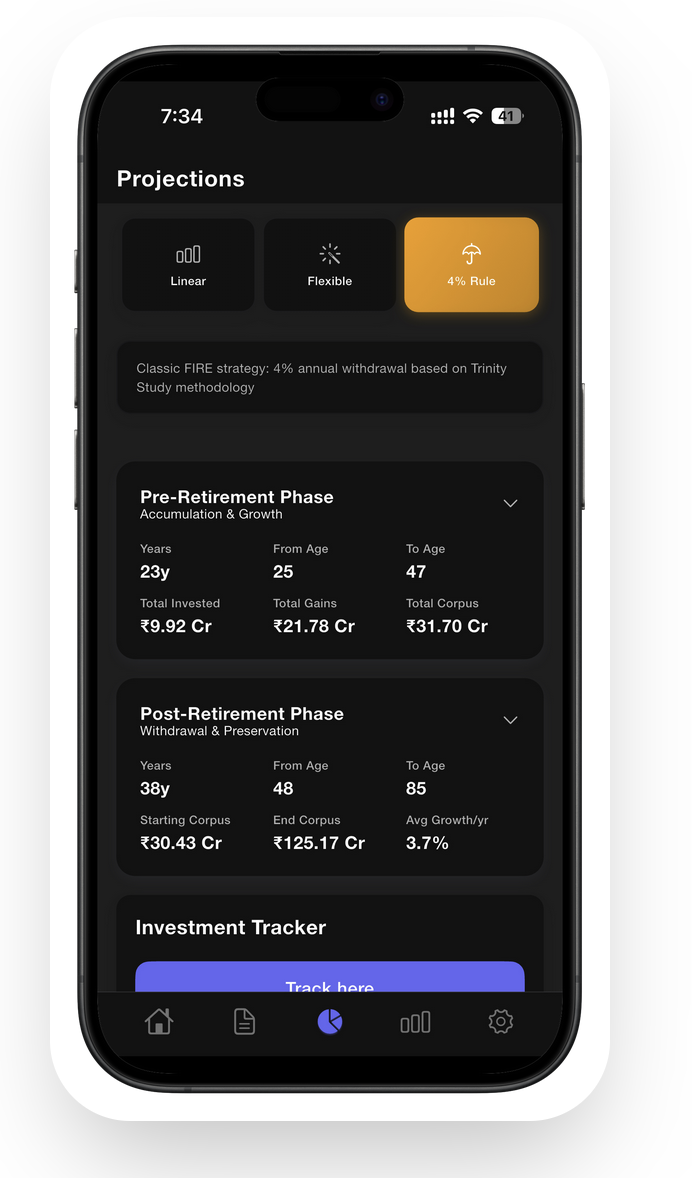 7:34
41
Projections
Linear
Flexible
4% Rule
Classic FIRE strategy: 4% annual withdrawal based on Trinity
Study methodology
Pre-Retirement Phase
Accumulation & Growth
Years
From Age
To Age
23y
25
47
Total Invested
Total Gains
Total Corpus
₹9.92 Cr
₹21.78 Cr
₹31.70 Cr
Post-Retirement Phase
Withdrawal & Preservation
Years
From Age
To Age
38y
48
85
Starting Corpus
End Corpus
Avg Growth/yr
₹30.43 Cr
₹125.17 Cr
3.7%
Investment Tracker
Track here